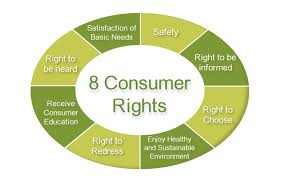 8 Consumer
Rights
Satisfaction of
Basic Needs
Safety
Right to be
informed
Right to
Choose
Enjoy Healthy
and Sustainable
Environment
Right to
Redress
Receive
Consumer
Education
Right to
be heard